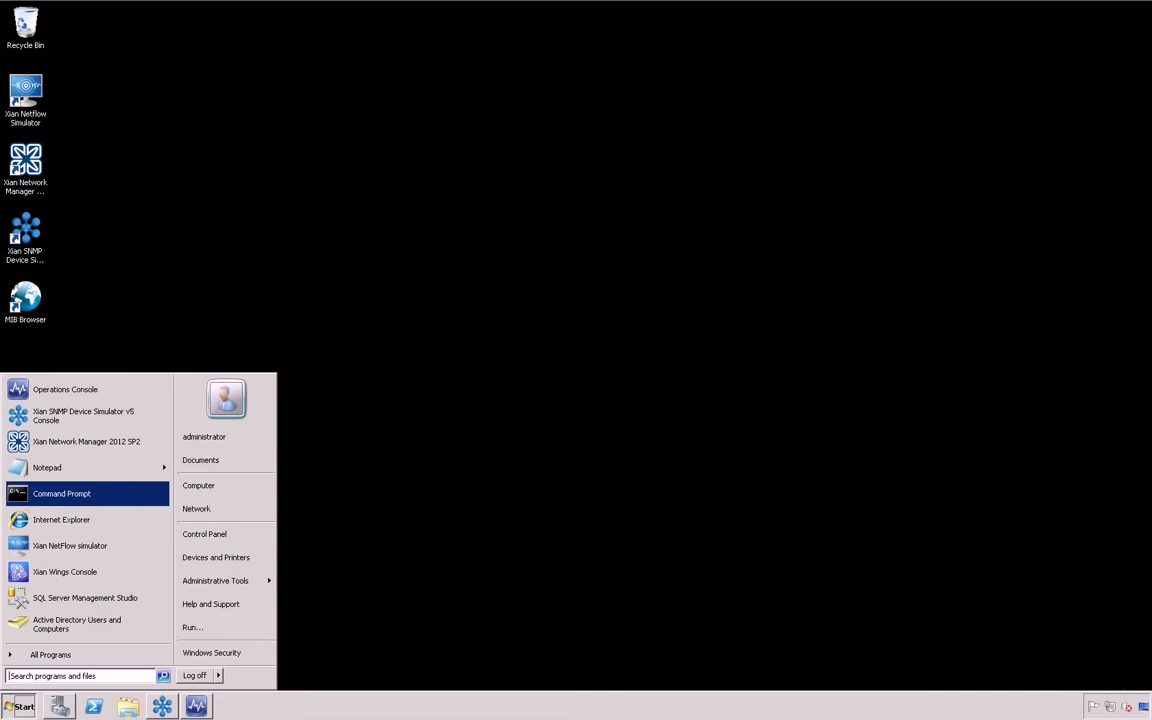 Recycle Bin
Xian Netflow
Simulator
Xian Network
Manager ...
Xian SNMP
Device Si...
MIB Browser
Operations Console
Xian SNMP Device Simulator v5
Console
Xian Network Manager 2012 SP2
Notepad
Command Prompt
Internet Explorer
Xian NetFlow simulator
Xian Wings Console
SQL Server Management Studio
Active Directory Users and
Computers
All Programs
Search programs and files
administrator
Documents
Computer
Network
Control Panel
Devices and Printers
Administrative Tools
Help and Support
Run...
Windows Security
Log off
Start